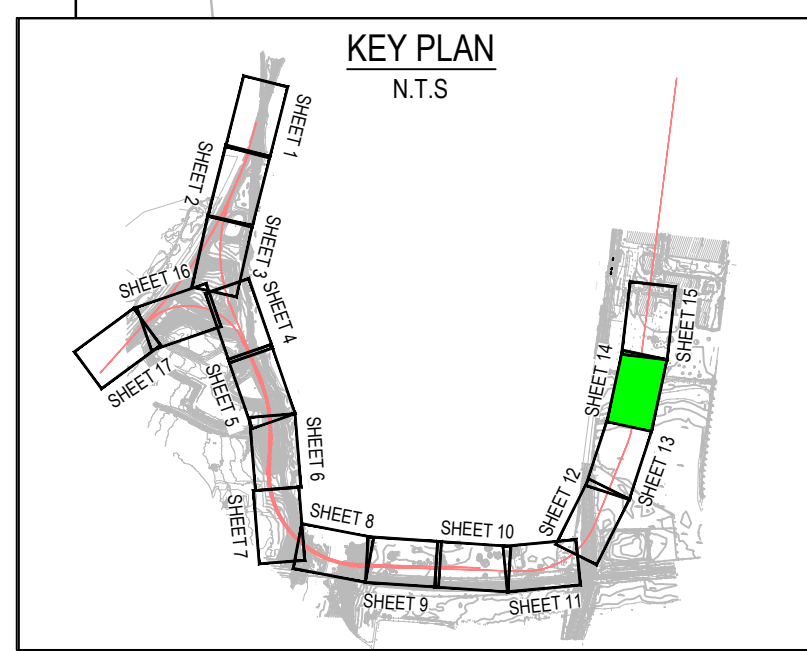 KEY PLAN
N.T.S
SHEET 1
SHEET 2
SHEET 3
SHEET 16
SHEET 4
SHEET 17
SHEET 5
SHEET 6
SHEET 7
SHEET 8
SHEET 9
SHEET 10
SHEET 11
SHEET 12
SHEET 13
SHEET 14
SHEET 15